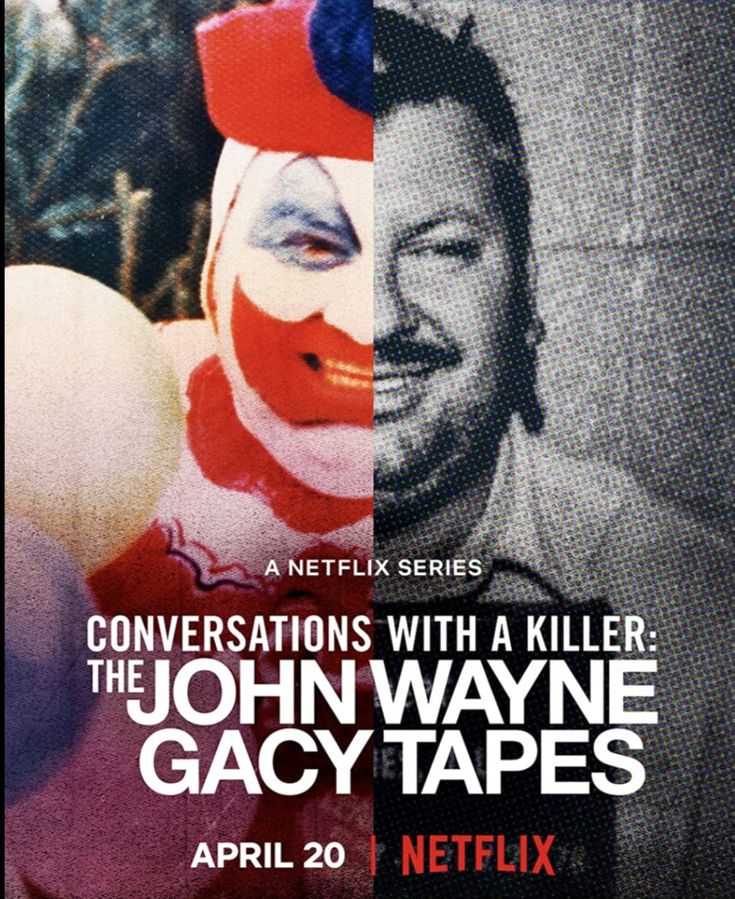 A NETFLIX SERIES
CONVERSATIONS WITH A KILLER:
THE JOHN WAYNE
GACY TAPES
APRIL 20 | NETFLIX